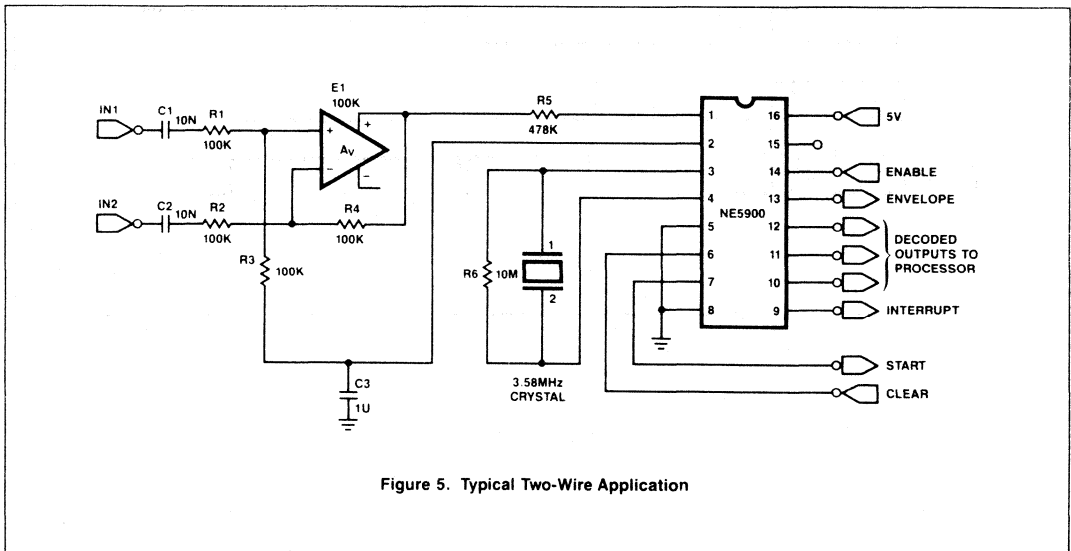 E1
100K
IN1
C1
10N
R1
100K
+
+
AV
−
−
R5
478K
IN2
C2
10N
R2
100K
R4
100K
R3
100K
C3
1U
R6
10M
1
2
3.58MHz
CRYSTAL
NE5900
1
2
3
4
5
6
7
8
16
15
14
13
12
11
10
9
5V
ENABLE
ENVELOPE
DECODED
OUTPUTS TO
PROCESSOR
INTERRUPT
START
CLEAR
Figure 5. Typical Two-Wire Application